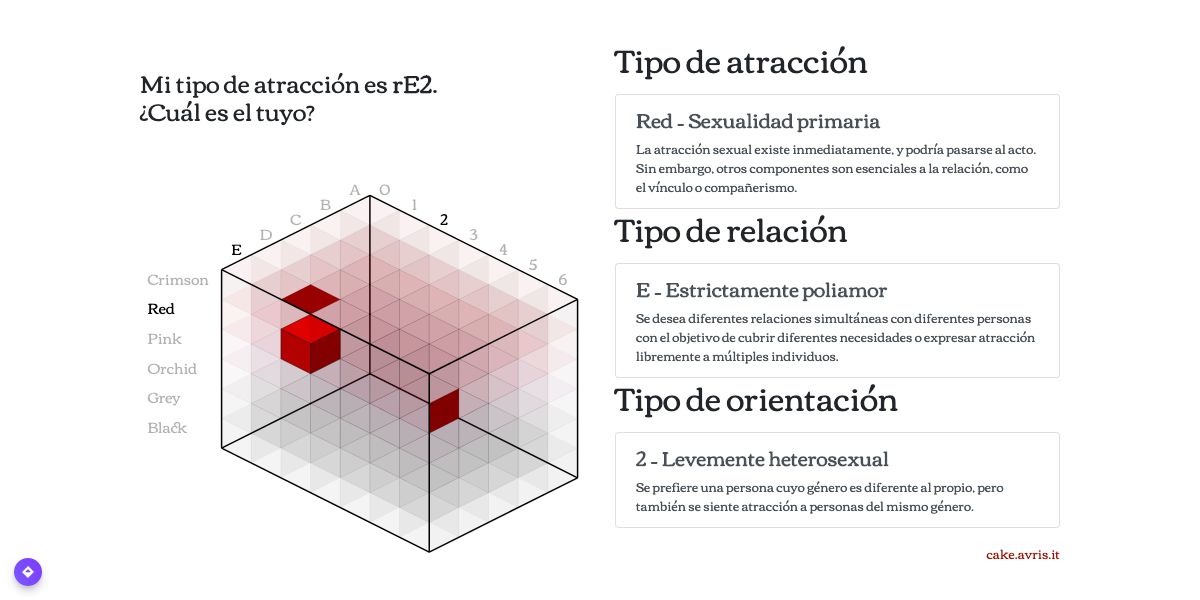 Mi tipo de atracción es rE2.
¿Cuál es el tuyo?
A
B
C
D
E
0
1
2
3
4
5
6
Crimson
Red
Pink
Orchid
Grey
Black
Tipo de atracción
Red - Sexualidad primaria
La atracción sexual existe inmediatamente, y podría pasarse al acto.
Sin embargo, otros componentes son esenciales a la relación, como
el vínculo o compañerismo.
Tipo de relación
E - Estrictamente poliamor
Se desea diferentes relaciones simultáneas con diferentes personas
con el objetivo de cubrir diferentes necesidades o expresar atracción
libremente a múltiples individuos.
Tipo de orientación
2 - Levemente heterosexual
Se prefiere una persona cuyo género es diferente al propio, pero
también se siente atracción a personas del mismo género.
cake.avris.it